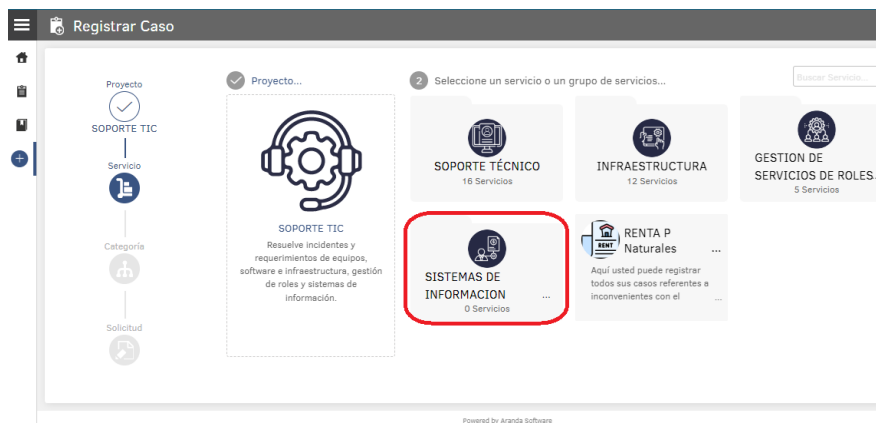 Registrar Caso
Proyecto
SOPORTE TIC
Servicio
Categoría
Solicitud
Proyecto...
SOPORTE TIC
Resuelve incidentes y
requerimientos de equipos,
software e infraestructura, gestión
de roles y sistemas de
información.
2 Seleccione un servicio o un grupo de servicios...
Buscar Servicio...
SOPORTE TÉCNICO
16 Servicios
INFRAESTRUCTURA
12 Servicios
GESTION DE
SERVICIOS DE ROLES.
5 Servicios
SISTEMAS DE
INFORMACION ...
0 Servicios
RENT
RENTA P
Naturales ...
Aquí usted puede registrar
todos sus casos referentes a
inconvenientes con el ...
Powered by Aranda Software